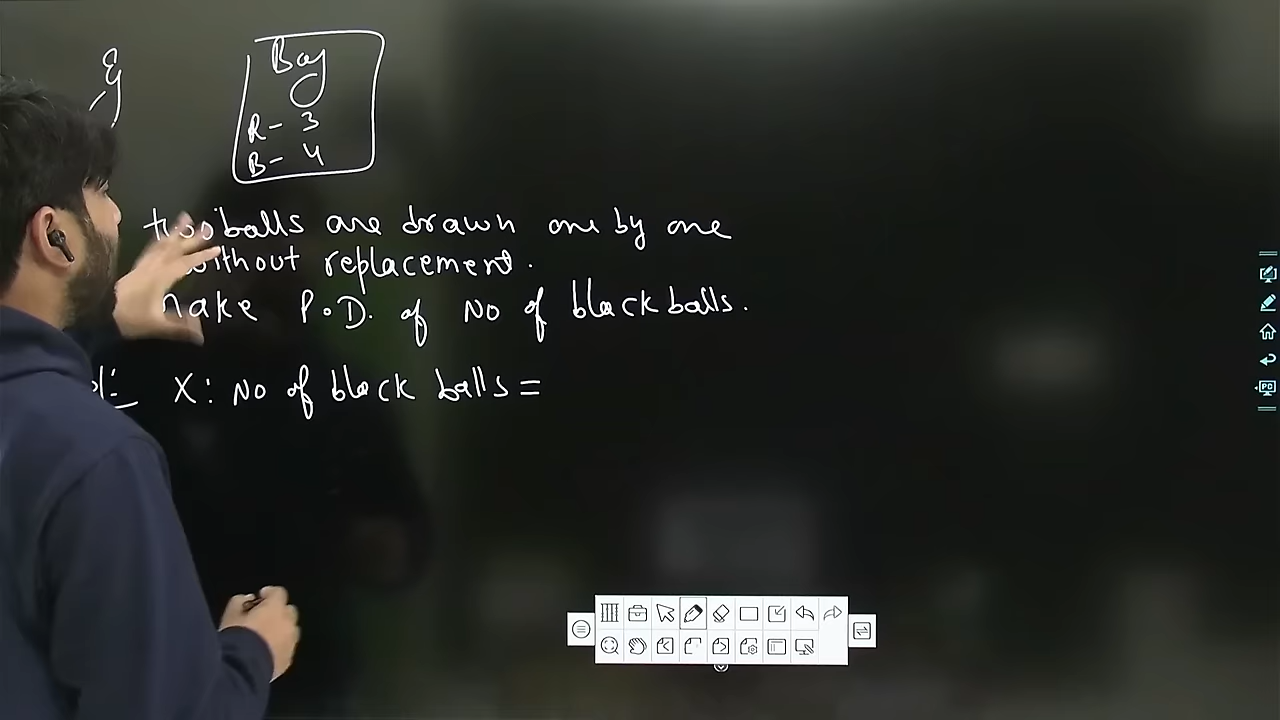 Eg
Bag
R - 3
B - 4
two balls are drawn one by one
without replacement.
make P.D. of No of black balls.
X: No of black balls =